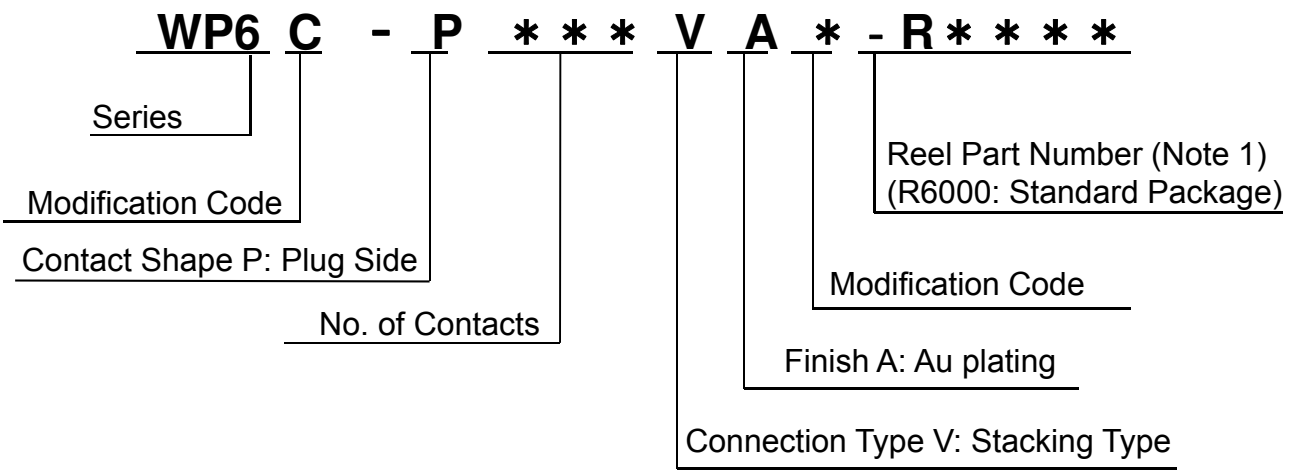 WP6 C - P *** V A * - R****
Series
Reel Part Number (Note 1)
(R6000: Standard Package)
Modification Code
Contact Shape P: Plug Side
Modification Code
No. of Contacts
Finish A: Au plating
Connection Type V: Stacking Type